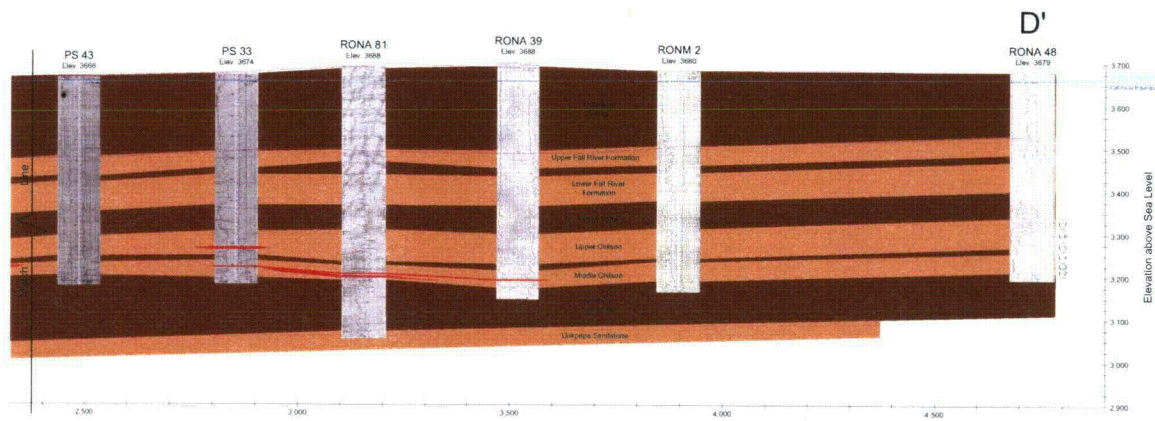 D'
PS 43
Elev 3668
PS 33
Elev 3674
RONA 81
Elev. 3688
RONA 39
Elev. 3688
RONM 2
Elev. 3680
RONA 48
Elev. 3679
3.700
3.600
3.500
3.400
3.300
3.200
3.100
3.000
2.900
Elevation above Sea Level
Upper Fall River Formation
Lower Fall River
Formation
Upper Chilson
Middle Chilson
Unkpapa Sandstone
Line
2.500
3.000
3.500
4.000
4.500